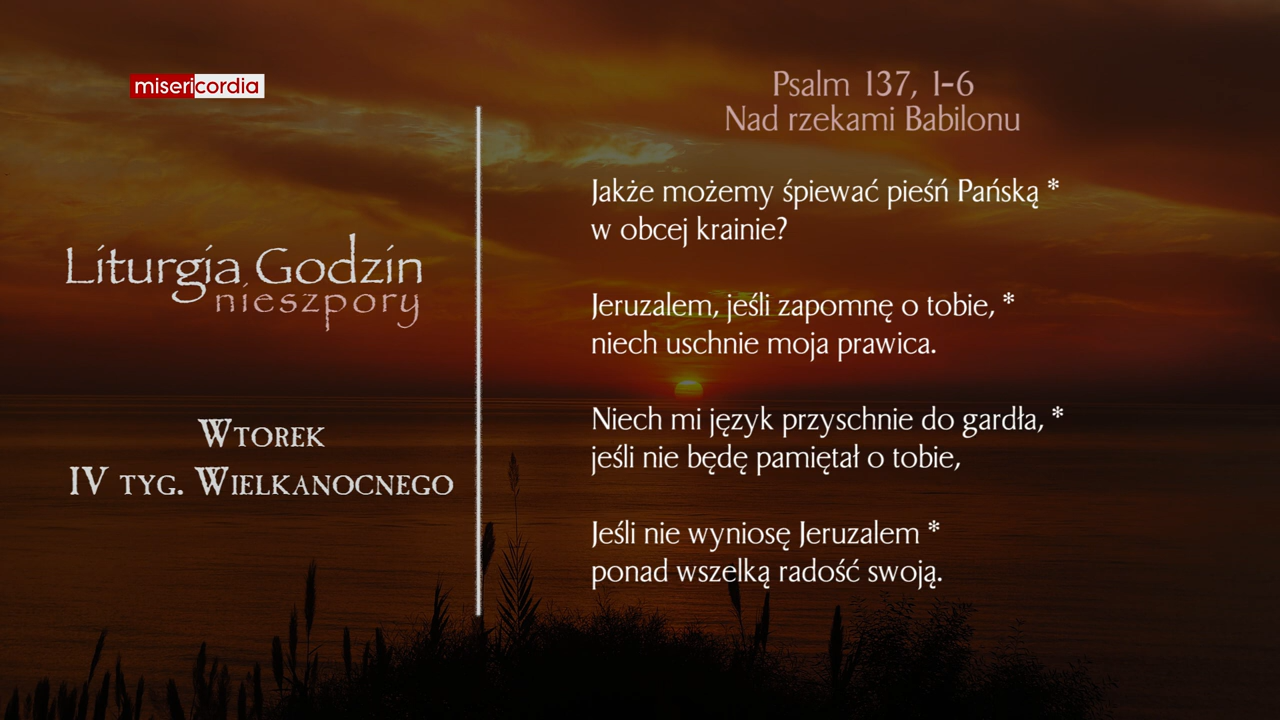 misericordia
Liturgia Godzin
nieszpory
Wtorek
IV tyg. Wielkanocnego
Psalm 137, 1-6
Nad rzekami Babilonu
Jakże możemy śpiewać pieśń Pańską *
w obcej krainie?
Jeruzalem, jeśli zapomnę o tobie, *
niech uschnie moja prawica.
Niech mi język przyschnie do gardła, *
jeśli nie będę pamiętał o tobie,
Jeśli nie wyniosę Jeruzalem *
ponad wszelką radość swoją.